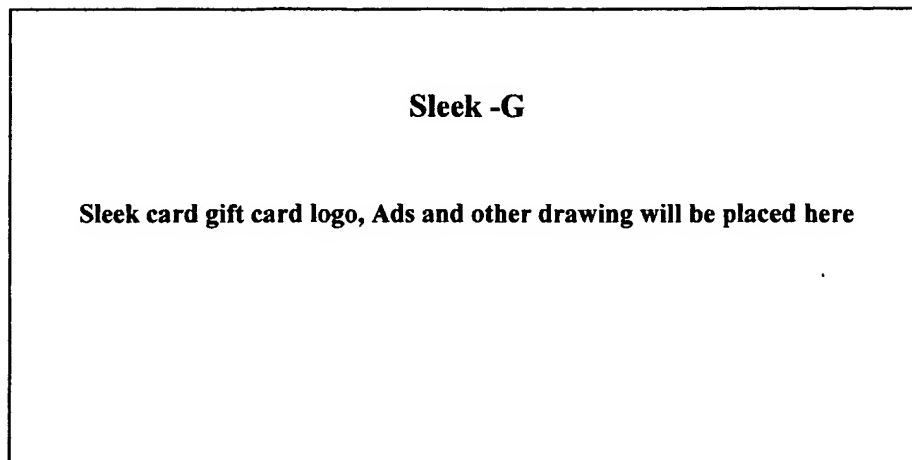 Sleek -G
Sleek card gift card logo, Ads and other drawing will be placed here